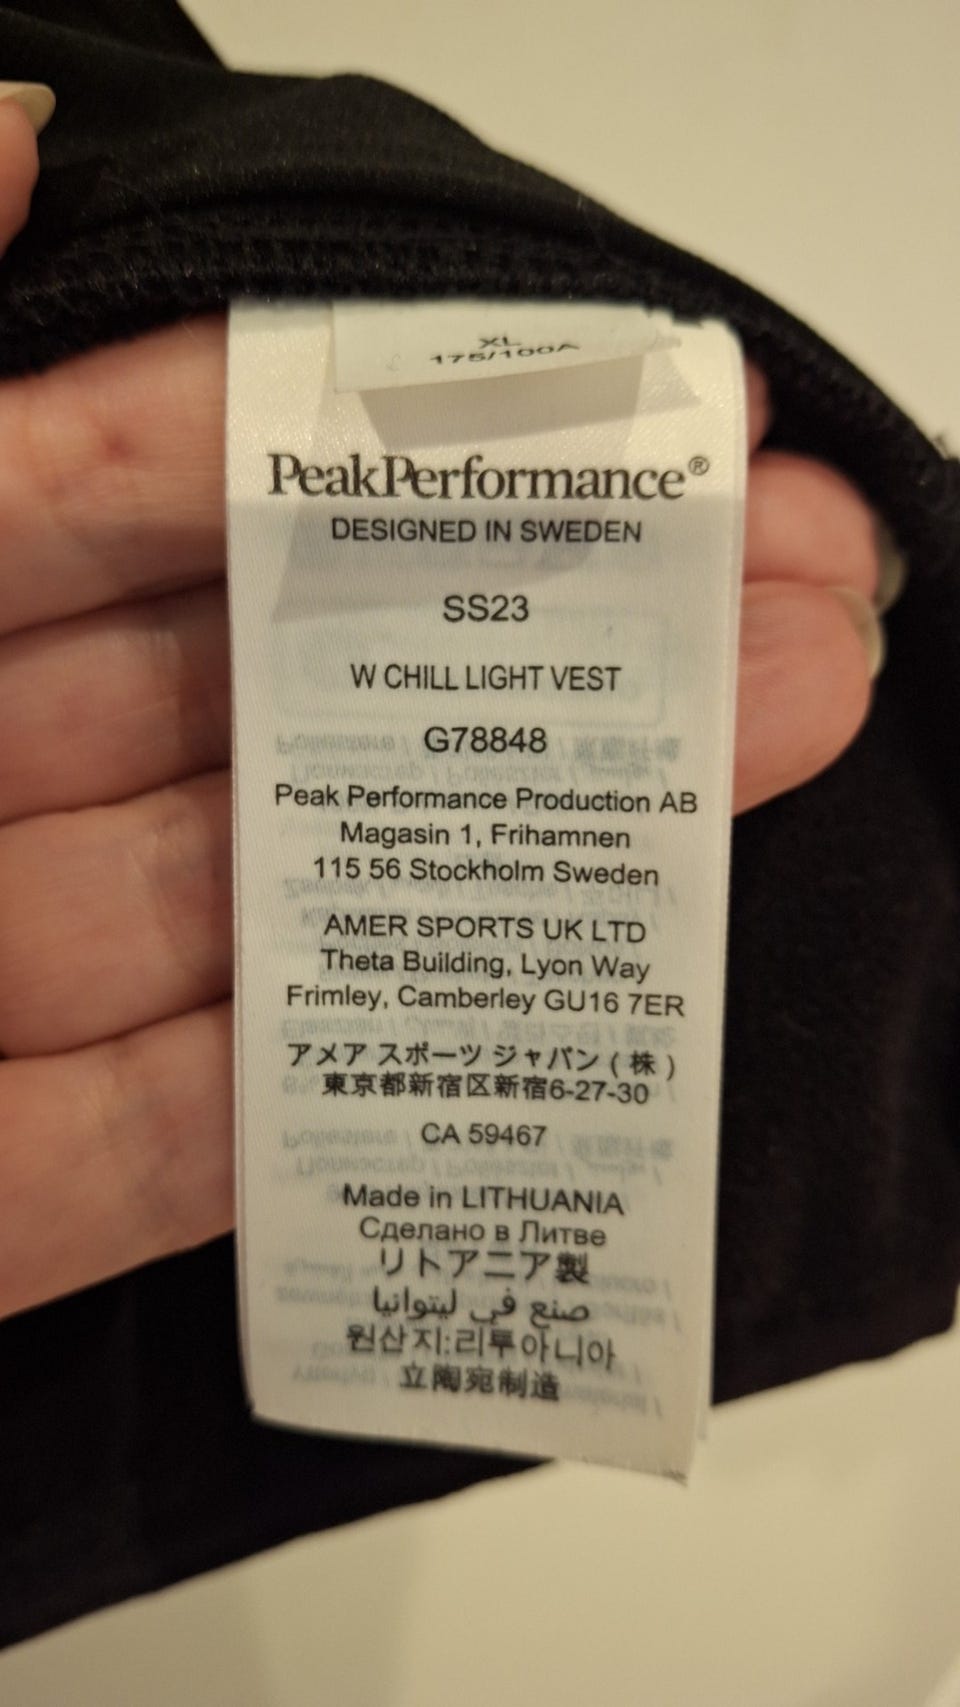 XL
175/100A
PeakPerformance®
DESIGNED IN SWEDEN
SS23
W CHILL LIGHT VEST
G78848
Peak Performance Production AB
Magasin 1, Frihamnen
115 56 Stockholm Sweden
AMER SPORTS UK LTD
Theta Building, Lyon Way
Frimley, Camberley GU16 7ER
アメア スポーツ ジャパン ( 株 )
東京都新宿区新宿6-27-30
CA 59467
Made in LITHUANIA
Сделано в Литве
リトアニア製
صنع في ليتوانيا
원산지:리투아니아
立陶宛制造